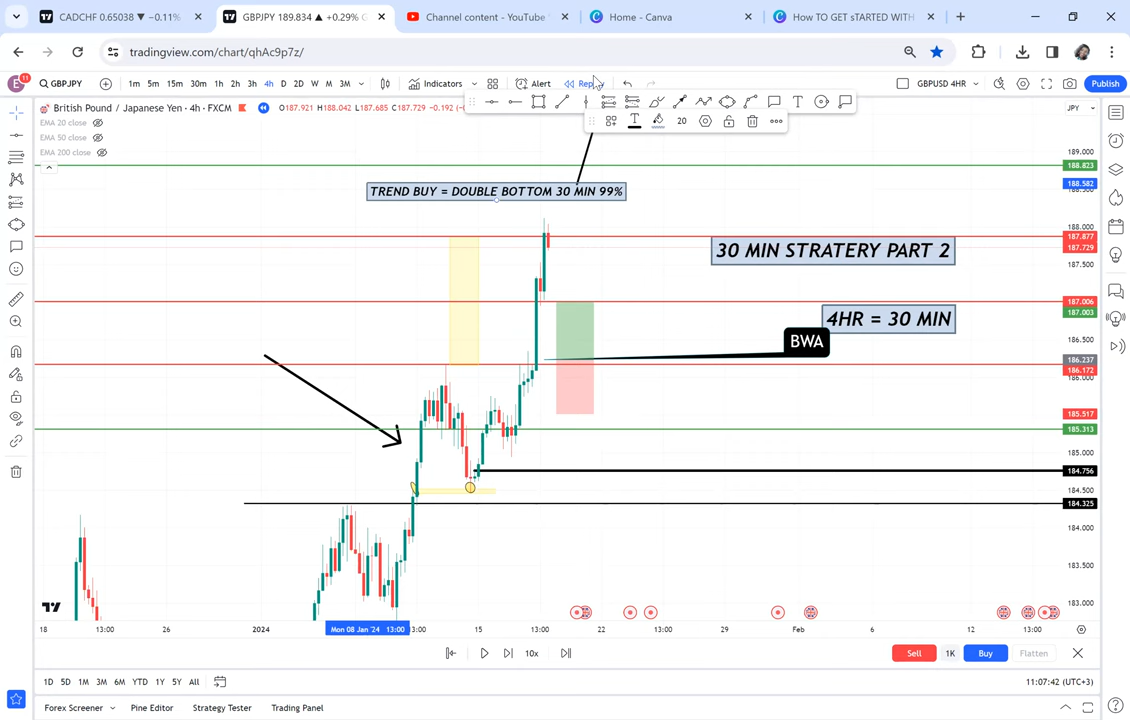 CADCHF 0.65038 ▼ −0.11%
GBPJPY 189.834 ▲ +0.29%
Channel content - YouTube
Home - Canva
How TO GET sTARTED WITH
tradingview.com/chart/qhAc9p7z/
E 11 GBPJPY 1m 5m 15m 30m 1h 2h 3h 4h D 2D W M 3M Indicators Alert Rep GBPUSD 4HR Publish
British Pound / Japanese Yen · 4h · FXCM O187.921 H188.042 L187.685 C187.729 −0.192
JPY
T
EMA 20 close
T 20
EMA 50 close
EMA 200 close
189.000
188.823
188.582
TREND BUY = DOUBLE BOTTOM 30 MIN 99%
188.000
187.877
187.729
30 MIN STRATERY PART 2
187.500
187.006
187.003
4HR = 30 MIN
BWA
186.237
186.172
186.000
185.517
185.313
185.000
184.756
184.500
184.325
184.000
183.500
183.000
18 13:00 26 2024 Mon 08 Jan '24 13:00 13:00 15 13:00 22 13:00 29 13:00 Feb 6 12 13:00
10x
Sell 1K Buy Flatten
1D 5D 1M 3M 6M YTD 1Y 5Y All
11:07:42 (UTC+3)
Forex Screener Pine Editor Strategy Tester Trading Panel